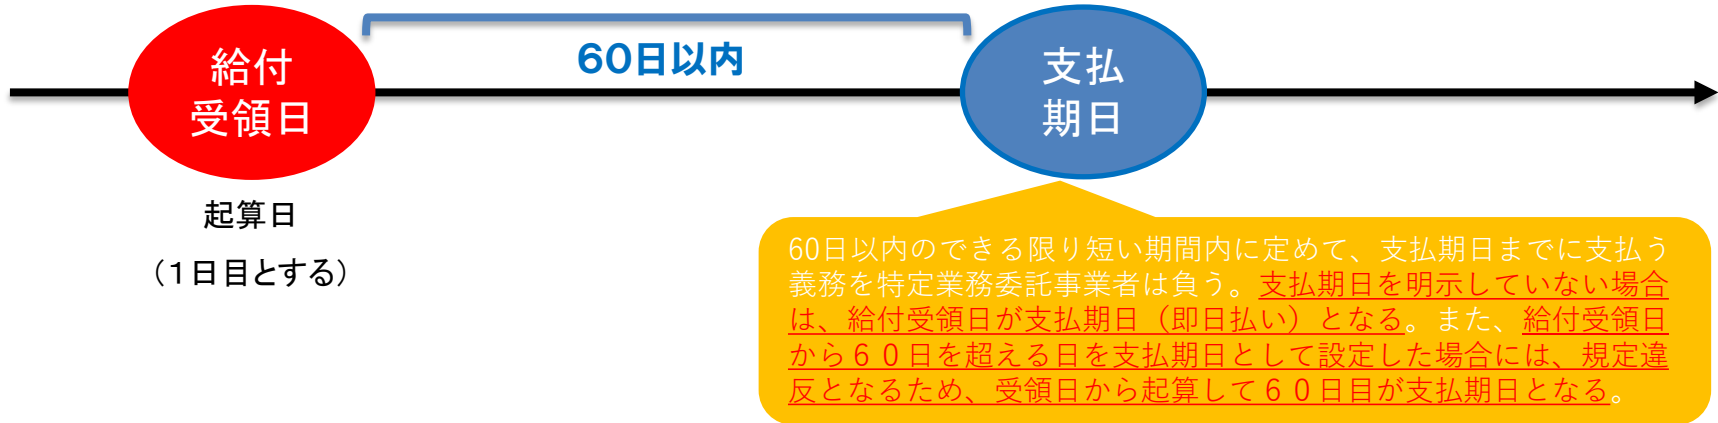 給付
受領日
60日以内
支払
期日
起算日
（１日目とする）
60日以内のできる限り短い期間内に定めて、支払期日までに支払う
義務を特定業務委託事業者は負う。支払期日を明示していない場合
は、給付受領日が支払期日（即日払い）となる。また、給付受領日
から６０日を超える日を支払期日として設定した場合には、規定違
反となるため、受領日から起算して６０日目が支払期日となる。